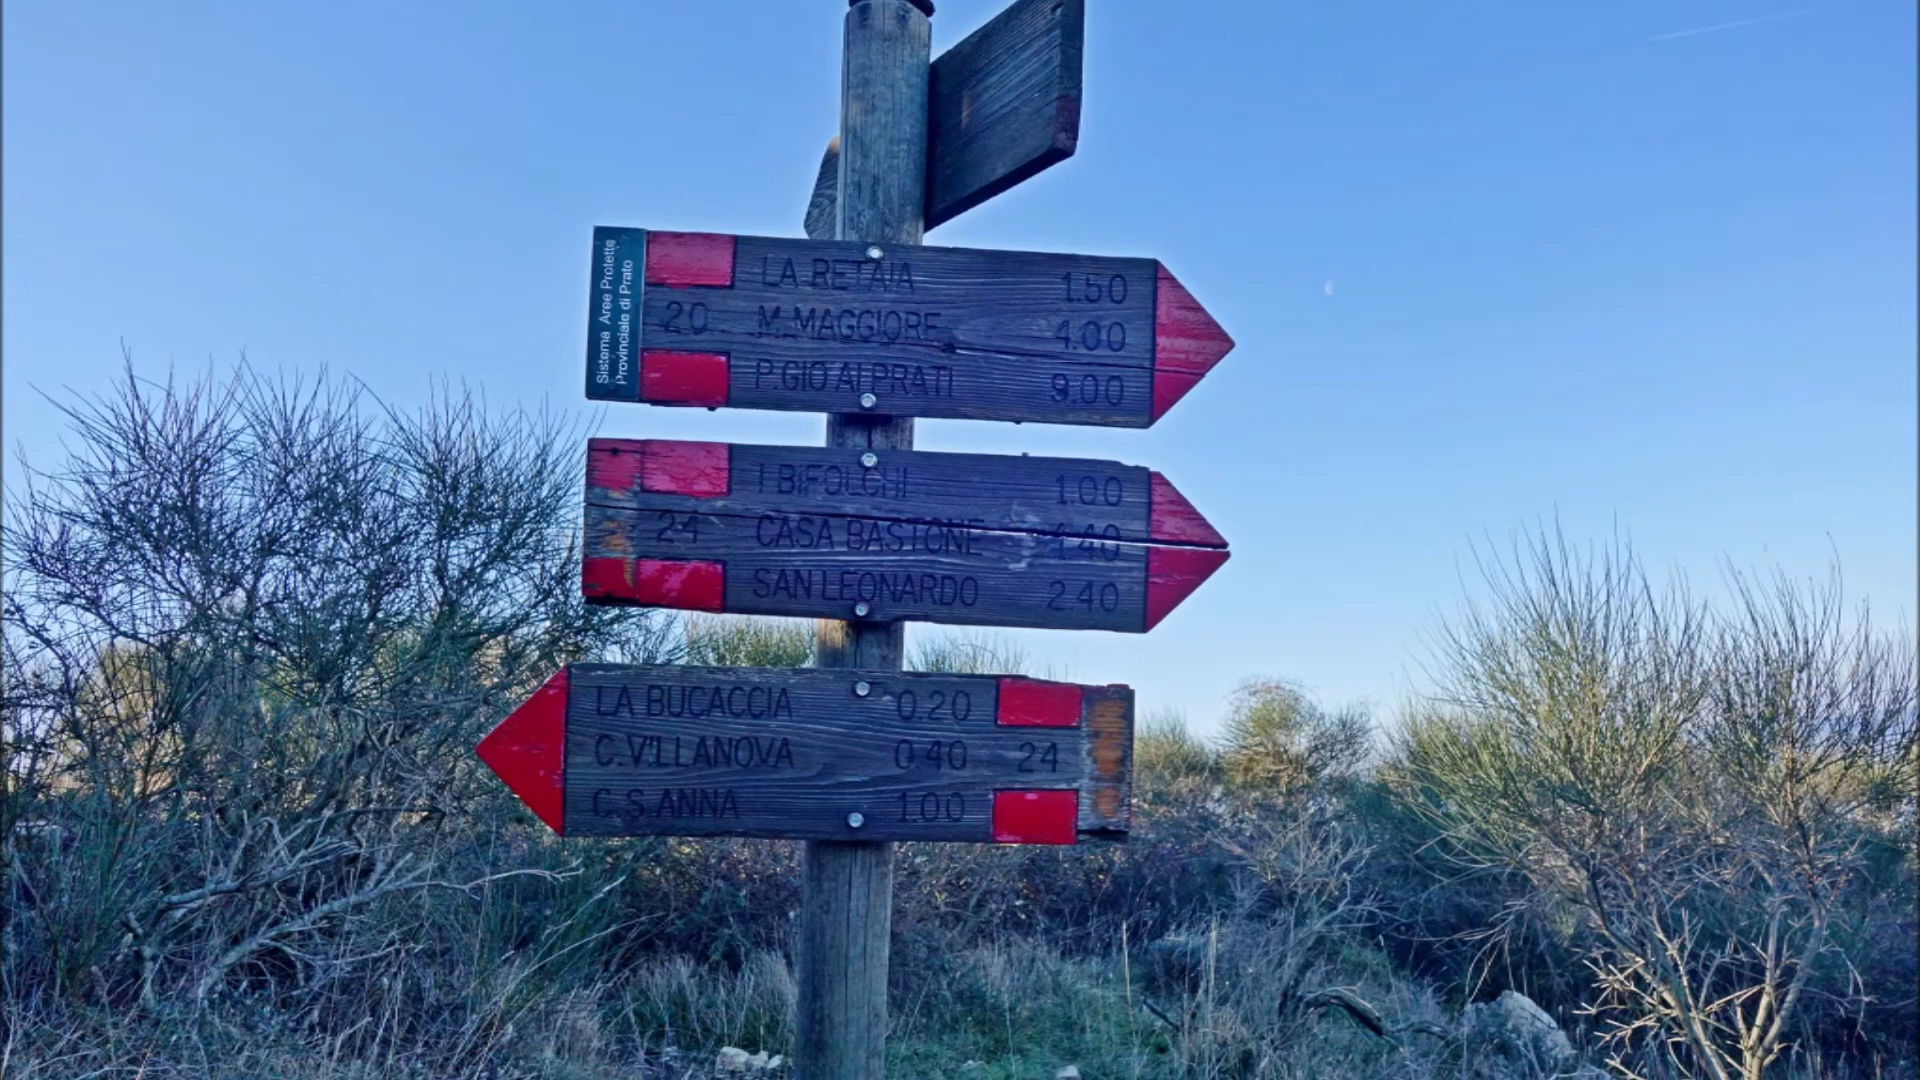 Sistema Aree Protette
Provinciale di Prato
LA RETAIA 1.50
20 M. MAGGIORE 4.00
P. GIO AI PRATI 9.00
I BIFOLCHI 1.00
24 CASA BASTONE 1.40
SAN LEONARDO 2.40
LA BUCACCIA 0.20
C. VILLANOVA 0.40 24
C. S. ANNA 1.00